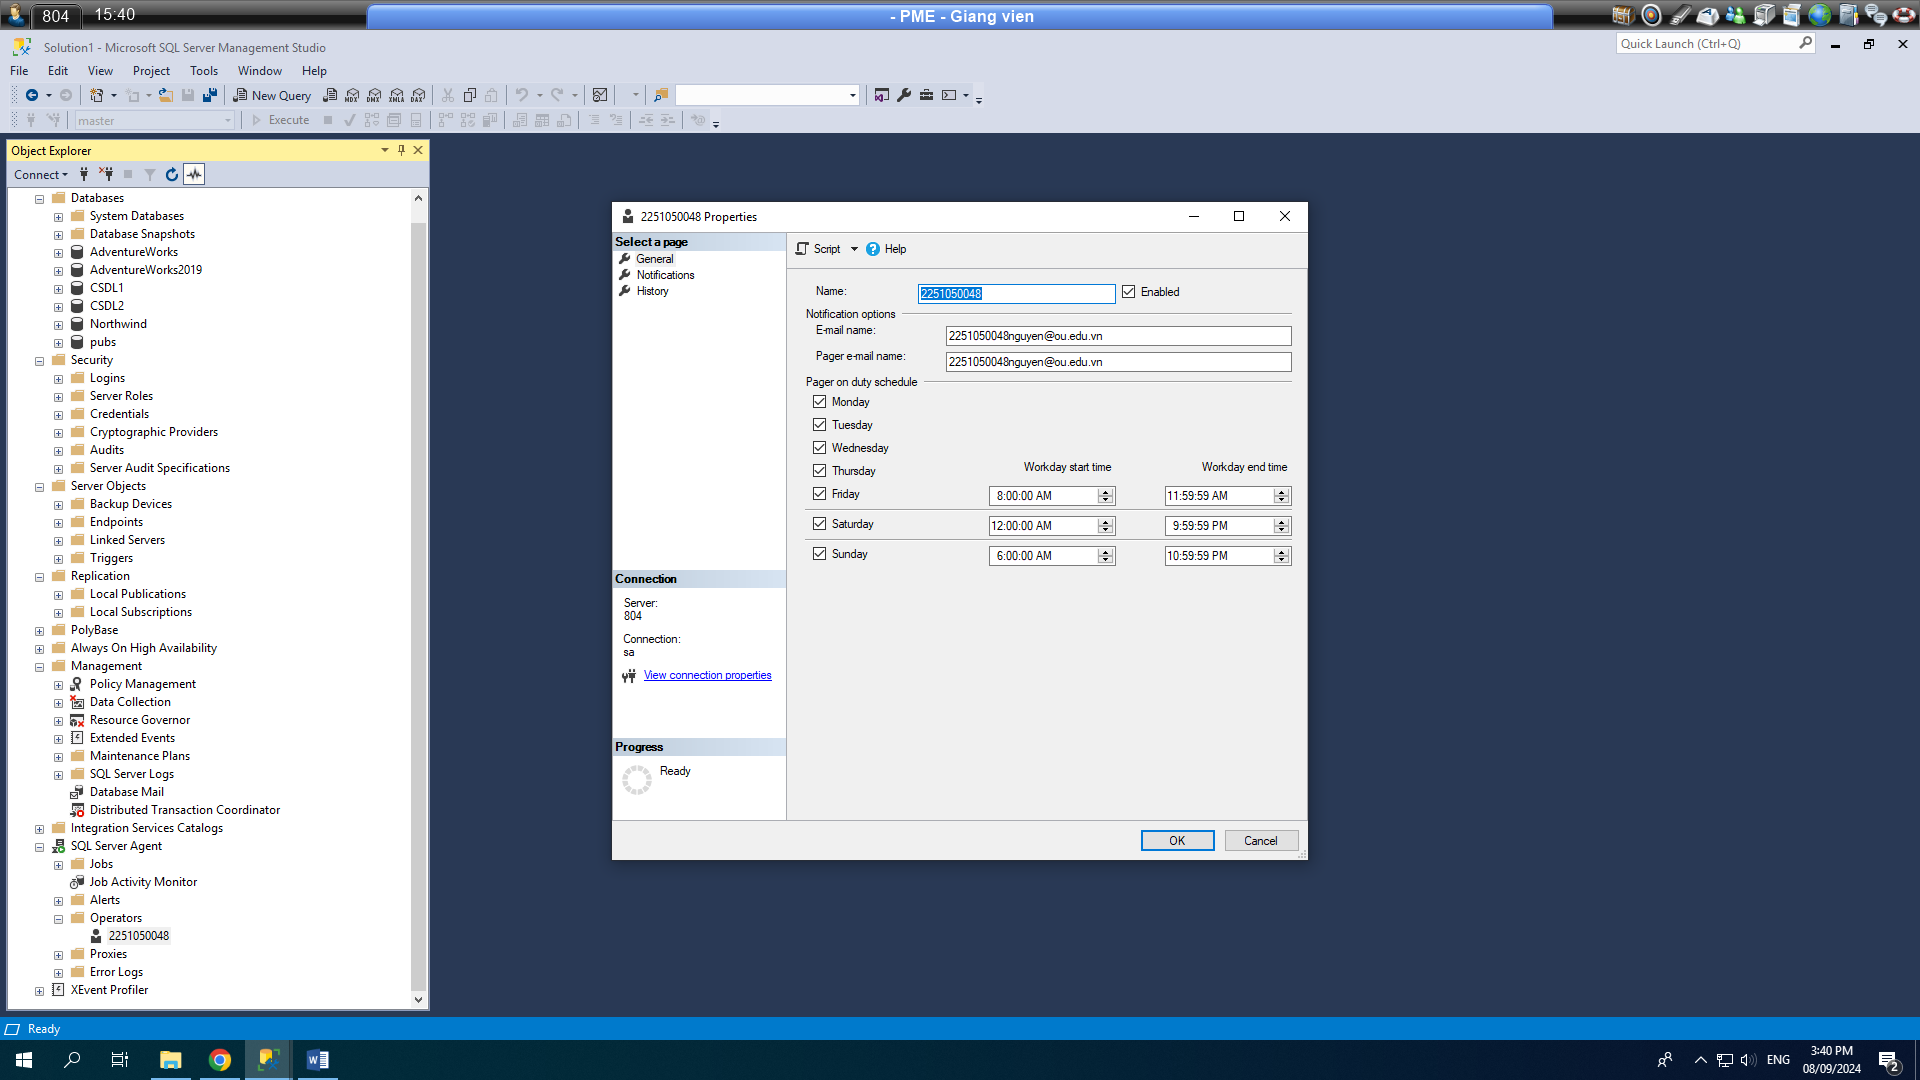 804
15:40
- PME - Giang vien
Solution1 - Microsoft SQL Server Management Studio
Quick Launch (Ctrl+Q)
File Edit View Project Tools Window Help
New Query
MDX DMX XMLA DAX
master
Execute
Object Explorer
Connect
Databases
System Databases
Database Snapshots
AdventureWorks
AdventureWorks2019
CSDL1
CSDL2
Northwind
pubs
Security
Logins
Server Roles
Credentials
Cryptographic Providers
Audits
Server Audit Specifications
Server Objects
Backup Devices
Endpoints
Linked Servers
Triggers
Replication
Local Publications
Local Subscriptions
PolyBase
Always On High Availability
Management
Policy Management
Data Collection
Resource Governor
Extended Events
Maintenance Plans
SQL Server Logs
Database Mail
Distributed Transaction Coordinator
Integration Services Catalogs
SQL Server Agent
Jobs
Job Activity Monitor
Alerts
Operators
2251050048
Proxies
Error Logs
XEvent Profiler
2251050048 Properties
Select a page
General
Notifications
History
Connection
Server:
804
Connection:
sa
View connection properties
Progress
Ready
Script
Help
Name: 2251050048 Enabled
Notification options
E-mail name: 2251050048nguyen@ou.edu.vn
Pager e-mail name: 2251050048nguyen@ou.edu.vn
Pager on duty schedule
Monday
Tuesday
Wednesday
Thursday Workday start time Workday end time
Friday 8:00:00 AM 11:59:59 AM
Saturday 12:00:00 AM 9:59:59 PM
Sunday 6:00:00 AM 10:59:59 PM
OK Cancel
Ready
ENG
3:40 PM
08/09/2024
2